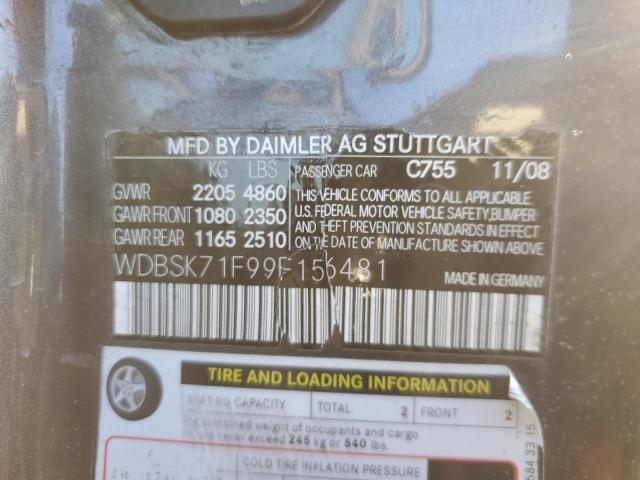 MFD BY DAIMLER AG STUTTGART
KG LBS PASSENGER CAR C755 11/08
GVWR 2205 4860
GAWR FRONT 1080 2350
GAWR REAR 1165 2510
THIS VEHICLE CONFORMS TO ALL APPLICABLE
U.S. FEDERAL MOTOR VEHICLE SAFETY, BUMPER
AND THEFT PREVENTION STANDARDS IN EFFECT
ON THE DATE OF MANUFACTURE SHOWN ABOVE
WDBSK71F99F156481 MADE IN GERMANY
TIRE AND LOADING INFORMATION
SEATING CAPACITY TOTAL 2 FRONT 2
The combined weight of occupants and cargo
should never exceed 245 kg or 540 lbs.
COLD TIRE INFLATION PRESSURE
584 33 15